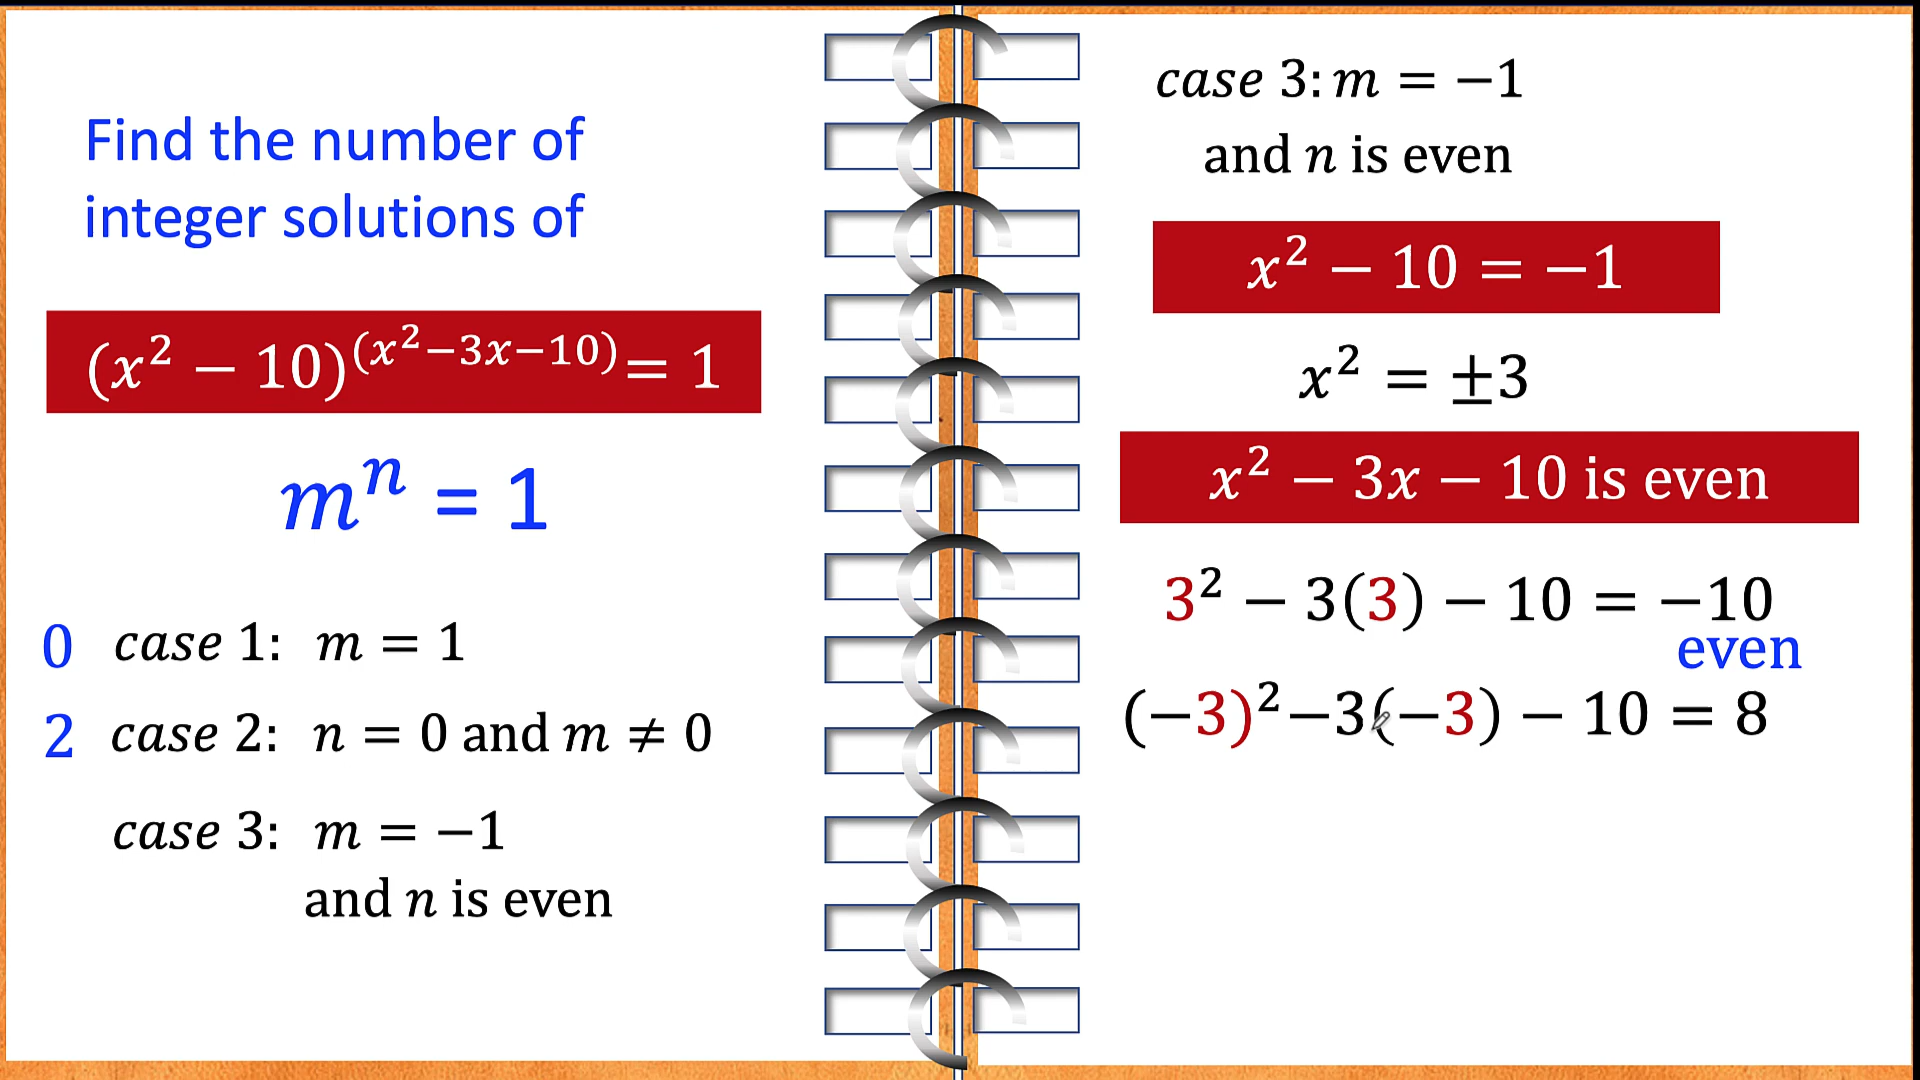 Find the number of
integer solutions of
(x² − 10)^(x²−3x−10) = 1
mⁿ = 1
0 case 1: m = 1
2 case 2: n = 0 and m ≠ 0
case 3: m = −1
and n is even
case 3: m = −1
and n is even
x² − 10 = −1
x² = ±3
x² − 3x − 10 is even
3² − 3(3) − 10 = −10
even
(−3)² −3(−3) − 10 = 8